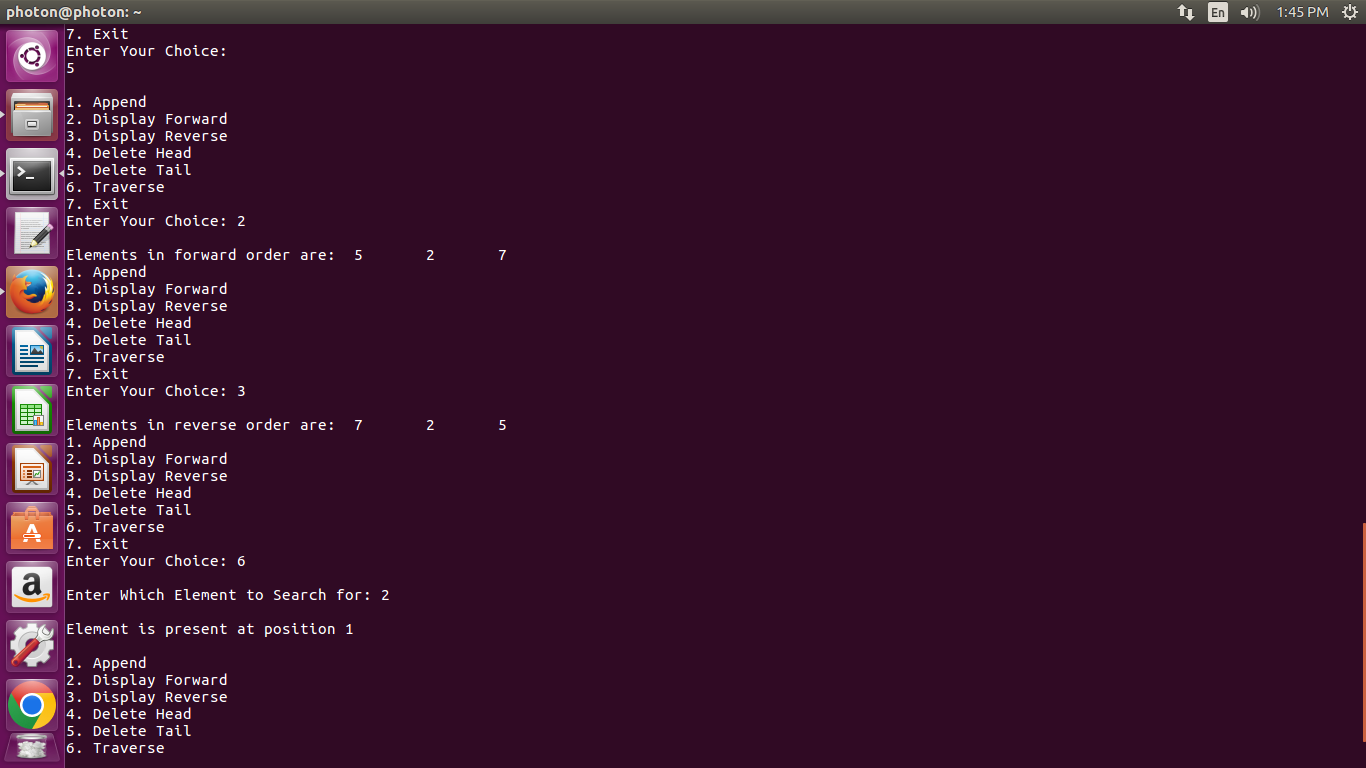 photon@photon: ~
En
1:45 PM
7. Exit
Enter Your Choice:
5
1. Append
2. Display Forward
3. Display Reverse
4. Delete Head
5. Delete Tail
6. Traverse
7. Exit
Enter Your Choice: 2
Elements in forward order are:  5       2       7
1. Append
2. Display Forward
3. Display Reverse
4. Delete Head
5. Delete Tail
6. Traverse
7. Exit
Enter Your Choice: 3
Elements in reverse order are:  7       2       5
1. Append
2. Display Forward
3. Display Reverse
4. Delete Head
5. Delete Tail
6. Traverse
7. Exit
Enter Your Choice: 6
Enter Which Element to Search for: 2
Element is present at position 1
1. Append
2. Display Forward
3. Display Reverse
4. Delete Head
5. Delete Tail
6. Traverse